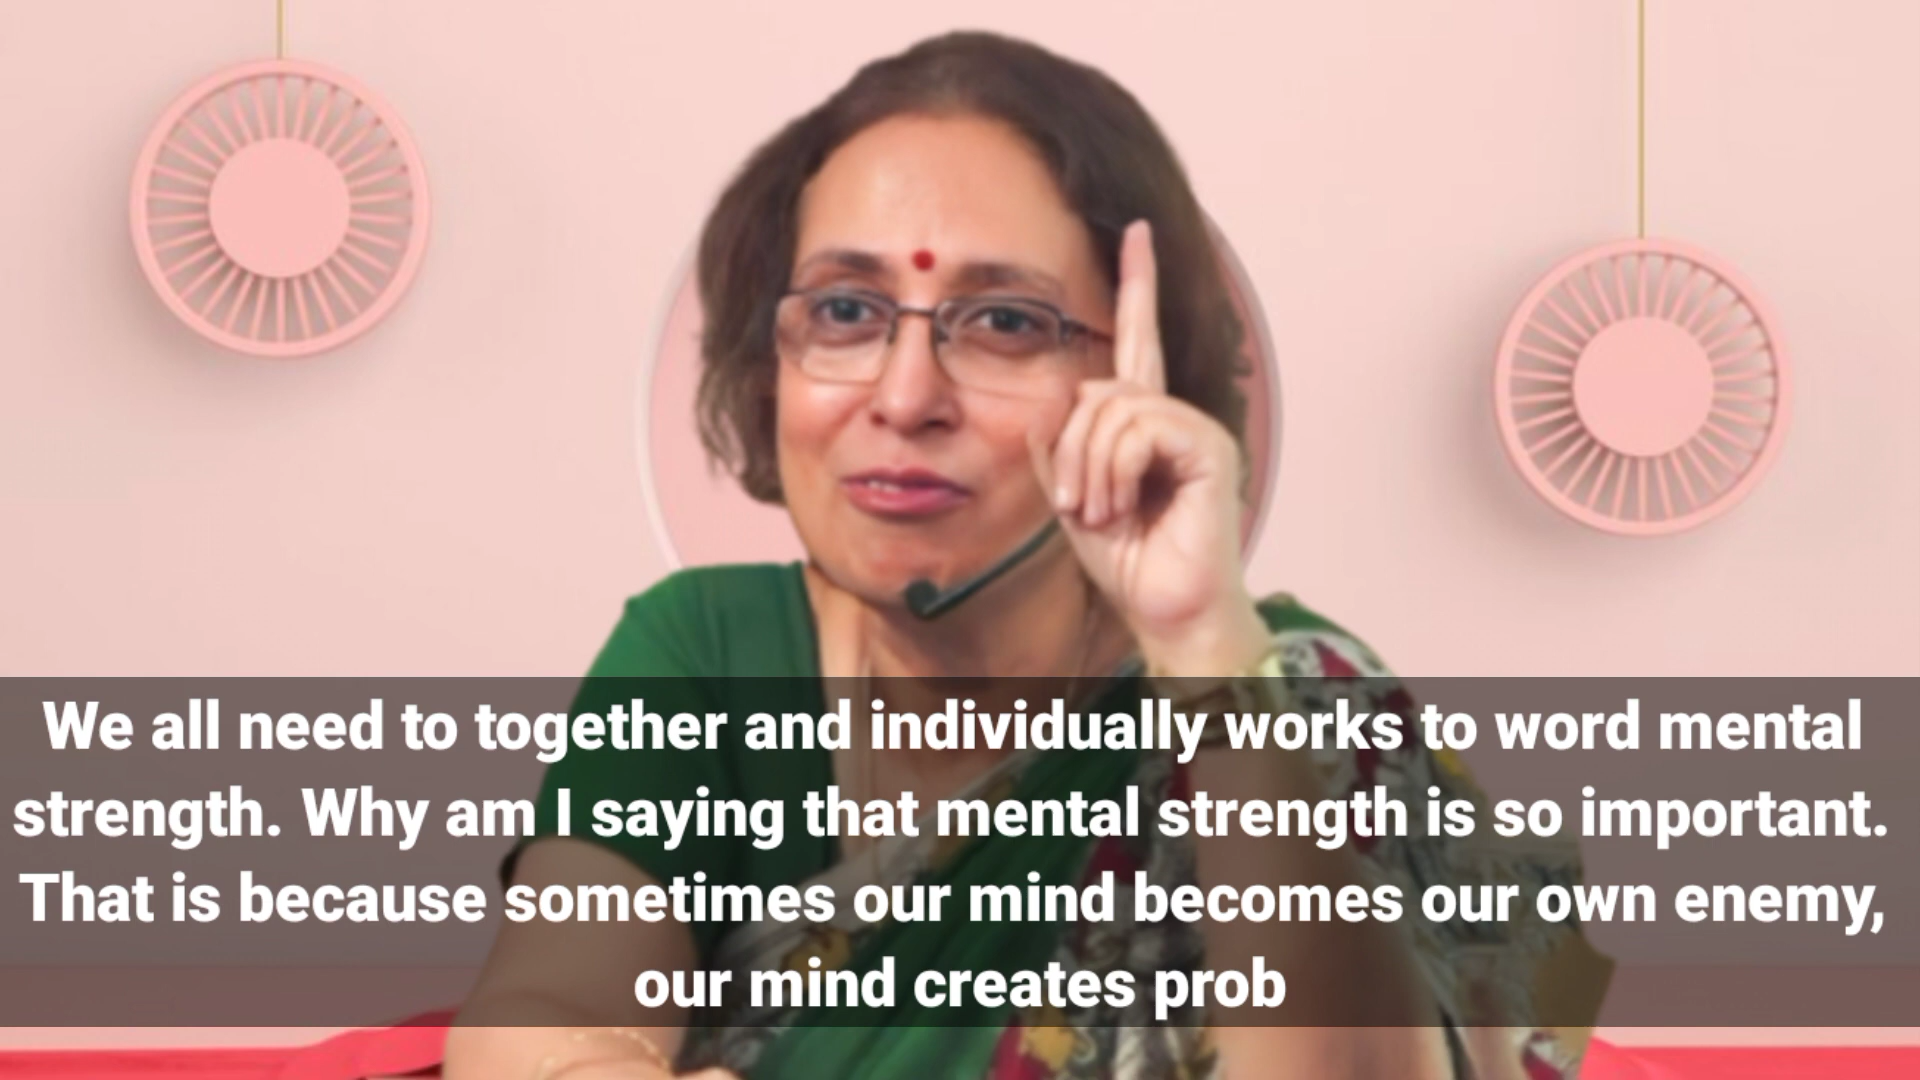 We all need to together and individually works to word mental
strength. Why am I saying that mental strength is so important.
That is because sometimes our mind becomes our own enemy,
our mind creates prob